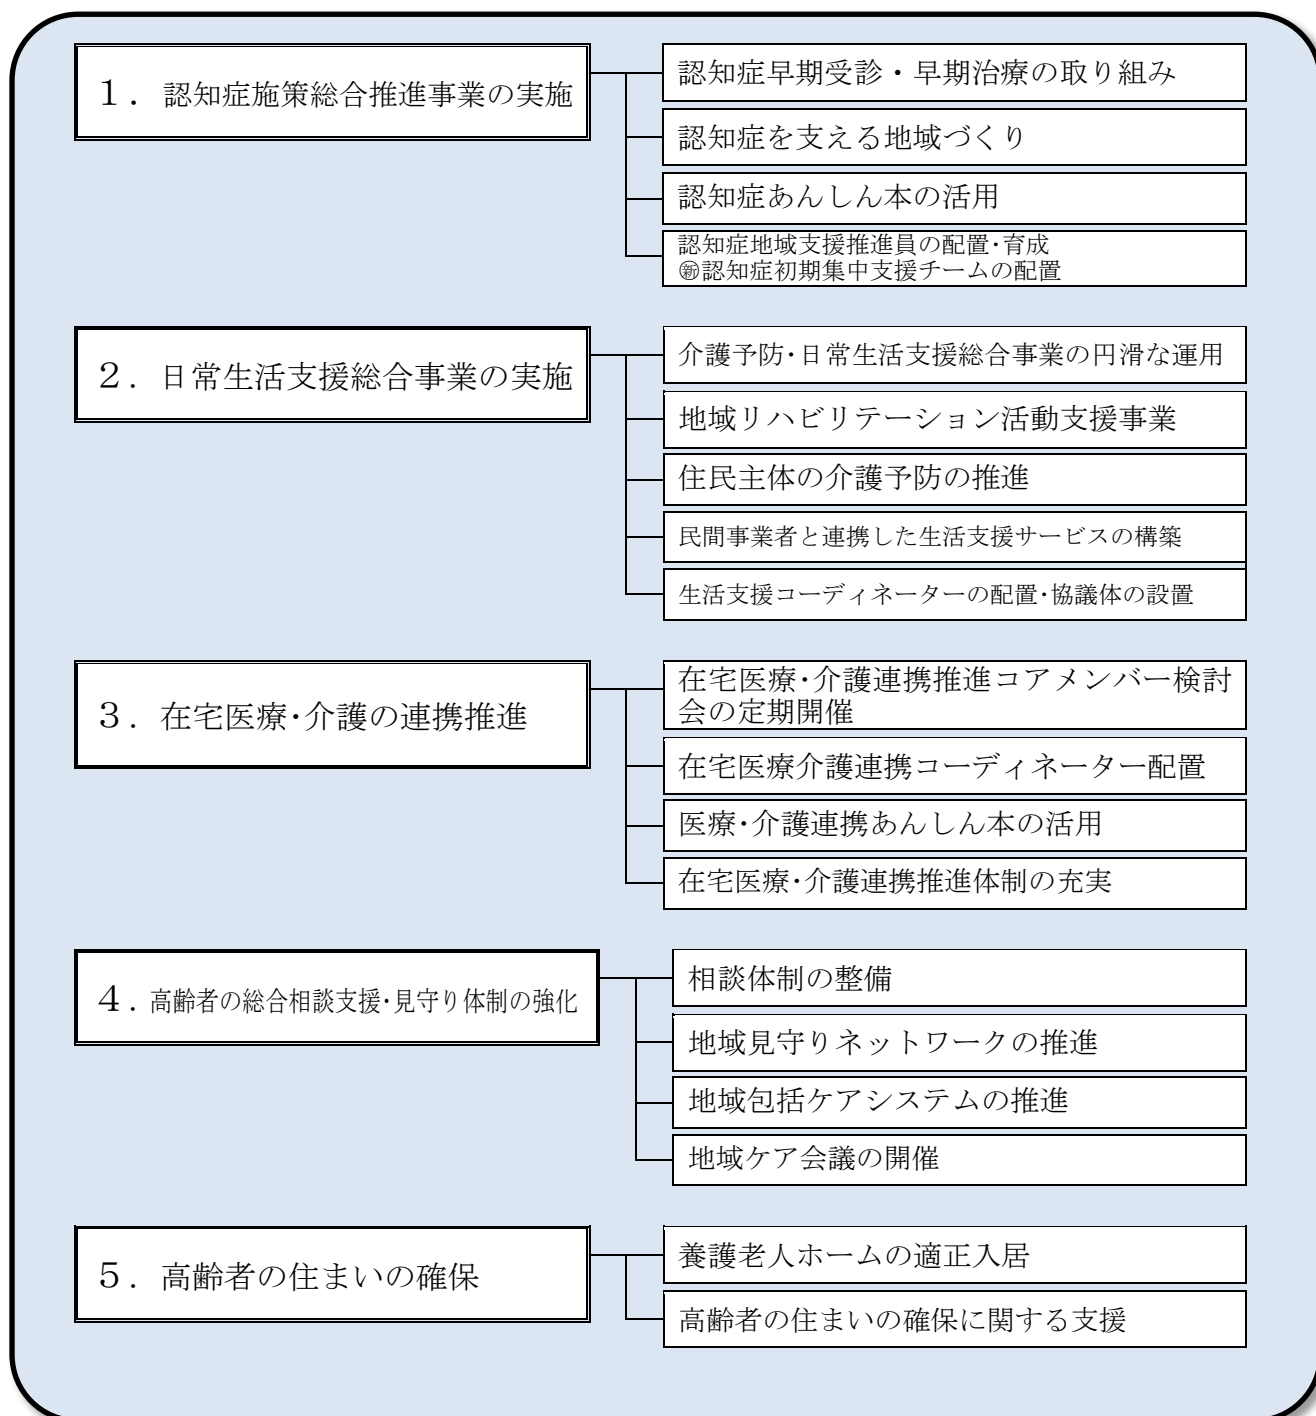 １．認知症施策総合推進事業の実施
認知症早期受診・早期治療の取り組み
認知症を支える地域づくり
認知症あんしん本の活用
認知症地域支援推進員の配置・育成
㊟認知症初期集中支援チームの配置
２．日常生活支援総合事業の実施
介護予防・日常生活支援総合事業の円滑な運用
地域リハビリテーション活動支援事業
住民主体の介護予防の推進
民間事業者と連携した生活支援サービスの構築
生活支援コーディネーターの配置・協議体の設置
３．在宅医療・介護の連携推進
在宅医療・介護連携推進コアメンバー検討
会の定期開催
在宅医療介護連携コーディネーター配置
医療・介護連携あんしん本の活用
在宅医療・介護連携推進体制の充実
４．高齢者の総合相談支援・見守り体制の強化
相談体制の整備
地域見守りネットワークの推進
地域包括ケアシステムの推進
地域ケア会議の開催
５．高齢者の住まいの確保
養護老人ホームの適正入居
高齢者の住まいの確保に関する支援